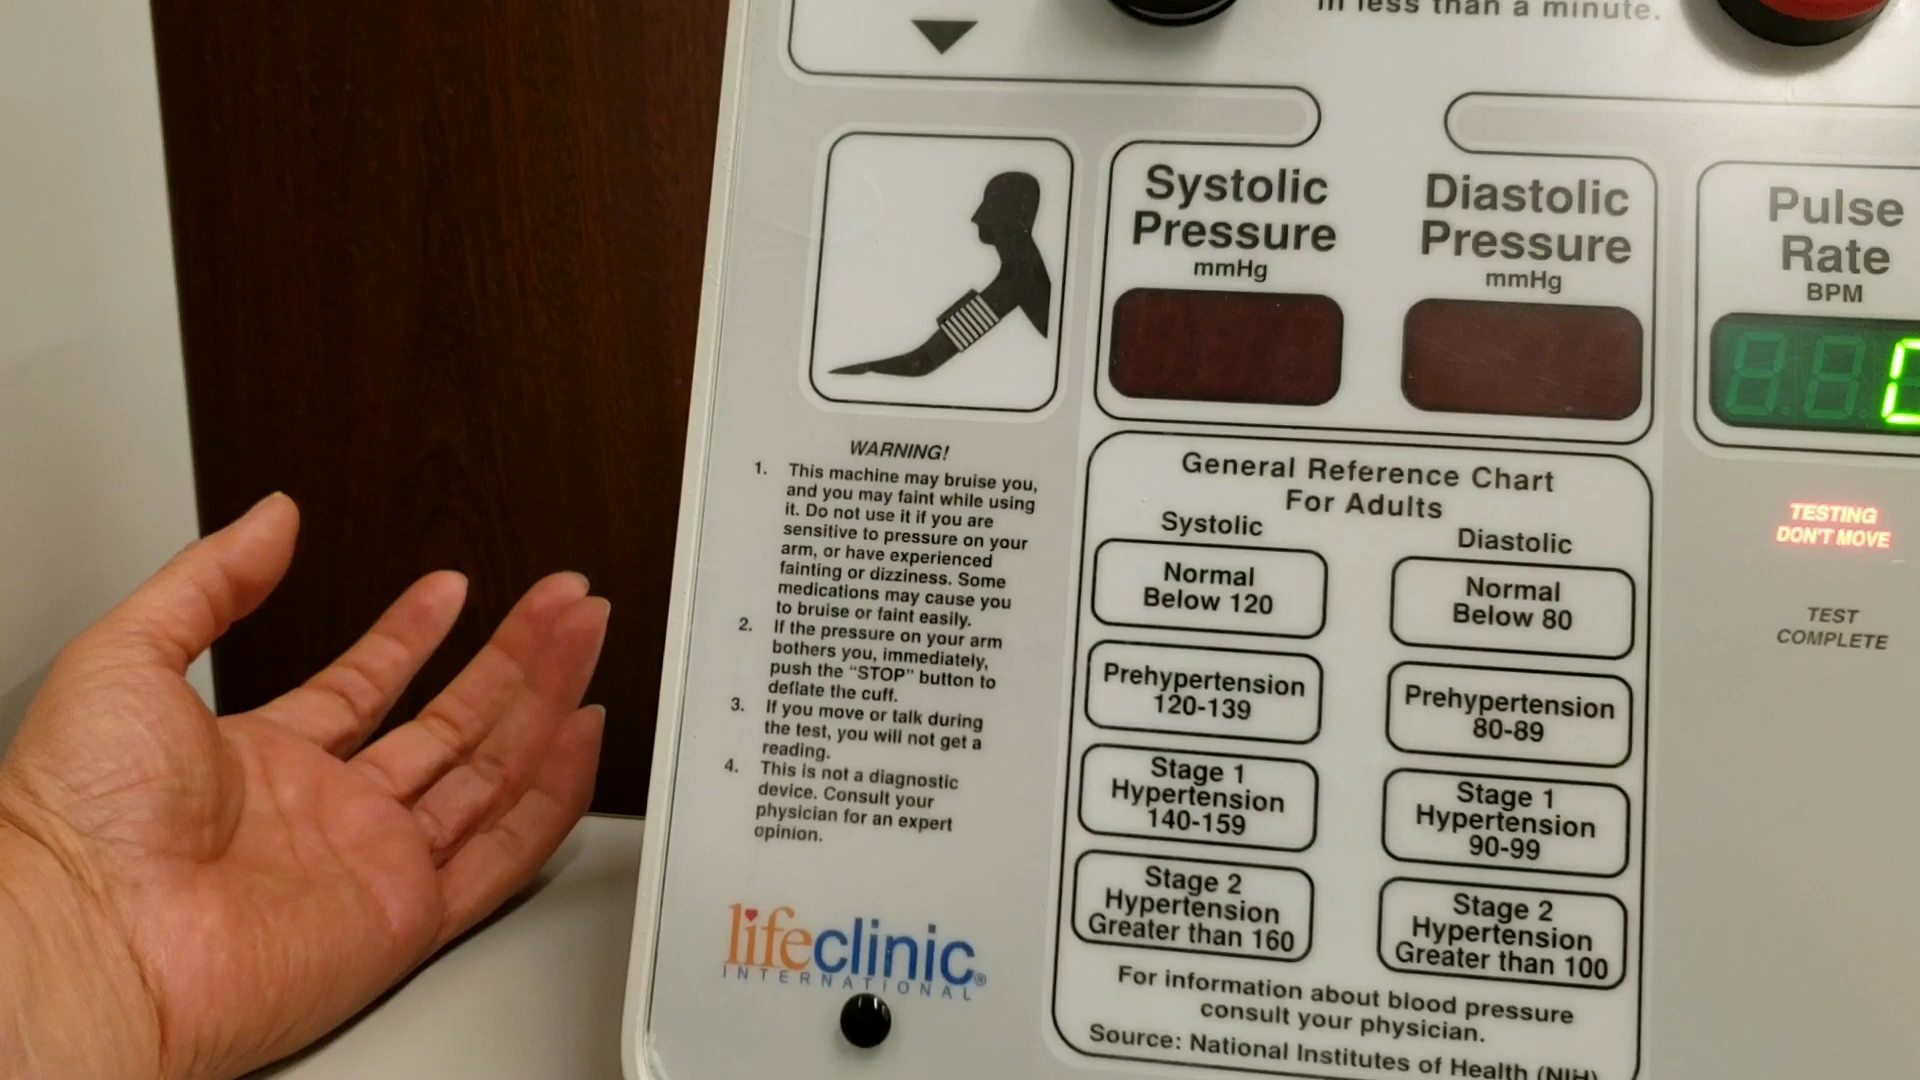 in less than a minute.
Systolic
Pressure
mmHg
Diastolic
Pressure
mmHg
Pulse
Rate
BPM
WARNING!
1. This machine may bruise you,
and you may faint while using
it. Do not use it if you are
sensitive to pressure on your
arm, or have experienced
fainting or dizziness. Some
medications may cause you
to bruise or faint easily.
2. If the pressure on your arm
bothers you, immediately,
push the “STOP” button to
deflate the cuff.
3. If you move or talk during
the test, you will not get a
reading.
4. This is not a diagnostic
device. Consult your
physician for an expert
opinion.
lifeclinic®
INTERNATIONAL
General Reference Chart
For Adults
Systolic
Diastolic
Normal
Below 120
Normal
Below 80
Prehypertension
120-139
Prehypertension
80-89
Stage 1
Hypertension
140-159
Stage 1
Hypertension
90-99
Stage 2
Hypertension
Greater than 160
Stage 2
Hypertension
Greater than 100
For information about blood pressure
consult your physician.
Source: National Institutes of Health (NIH)
TESTING
DON'T MOVE
TEST
COMPLETE